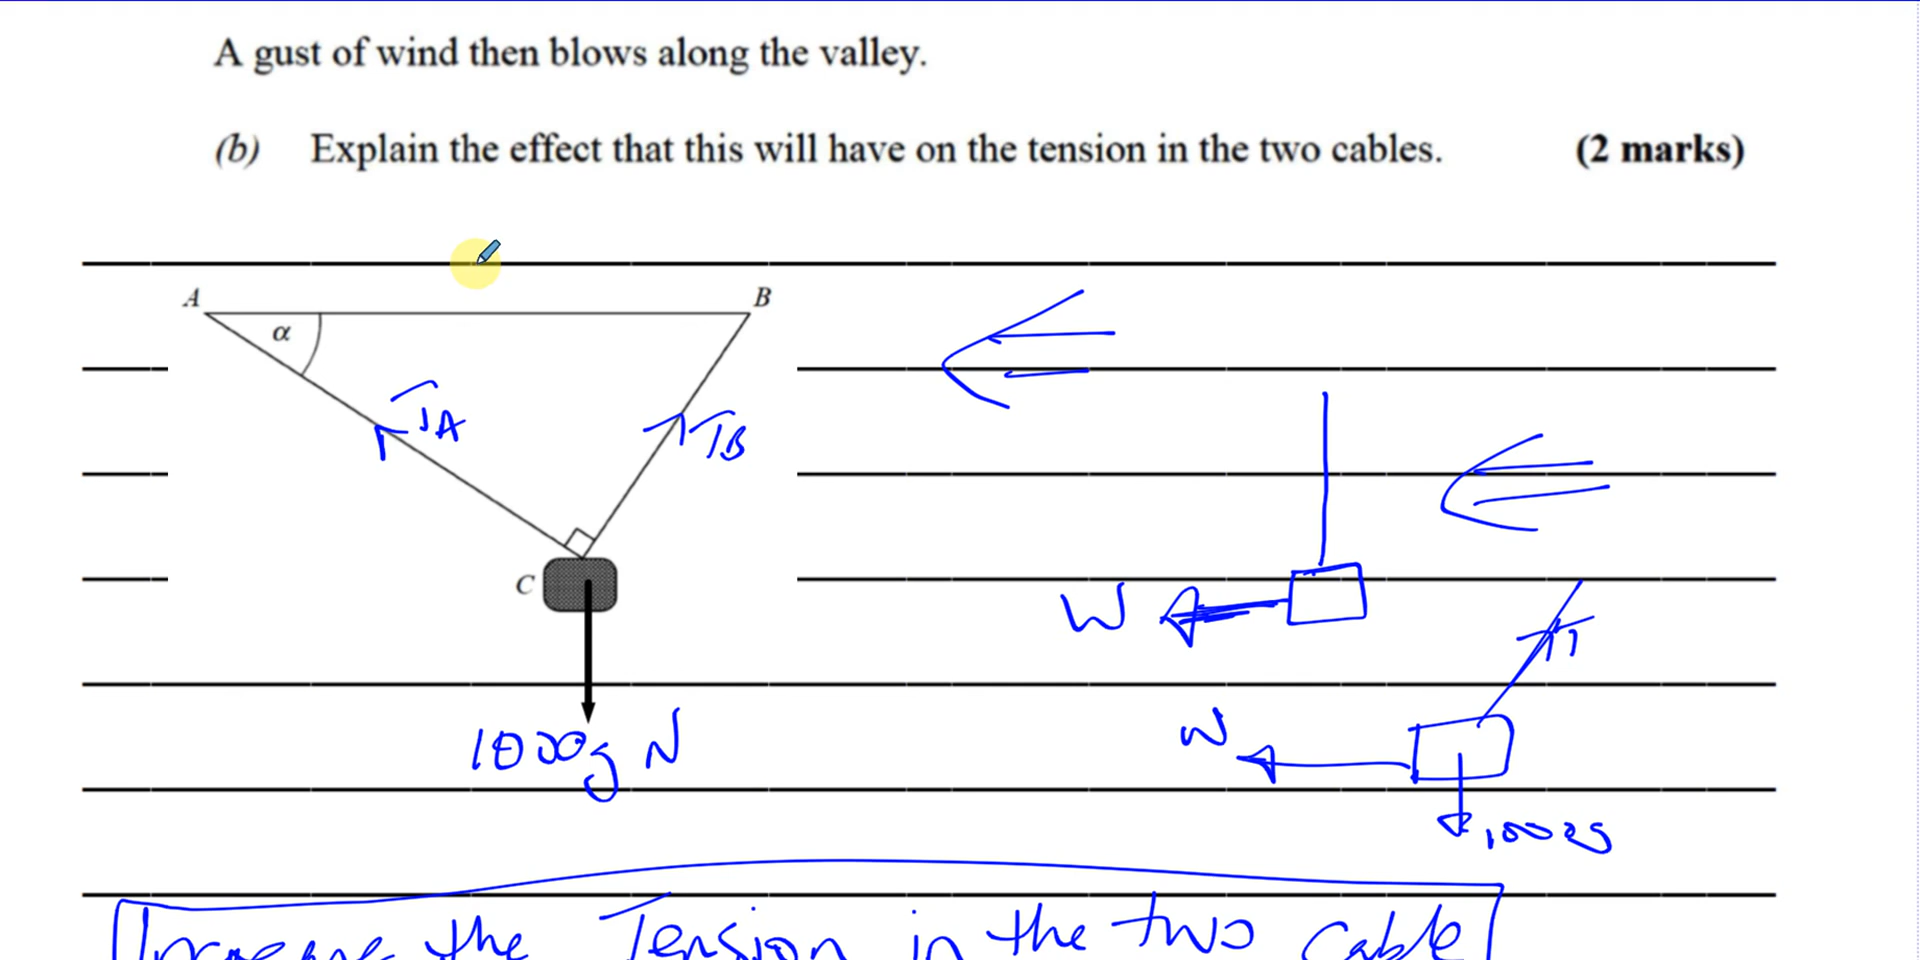 A gust of wind then blows along the valley.
(b) Explain the effect that this will have on the tension in the two cables. (2 marks)
A B
α
TA TB
C
W
T
1000g N
W
1000g
Increase the Tension in the two cable